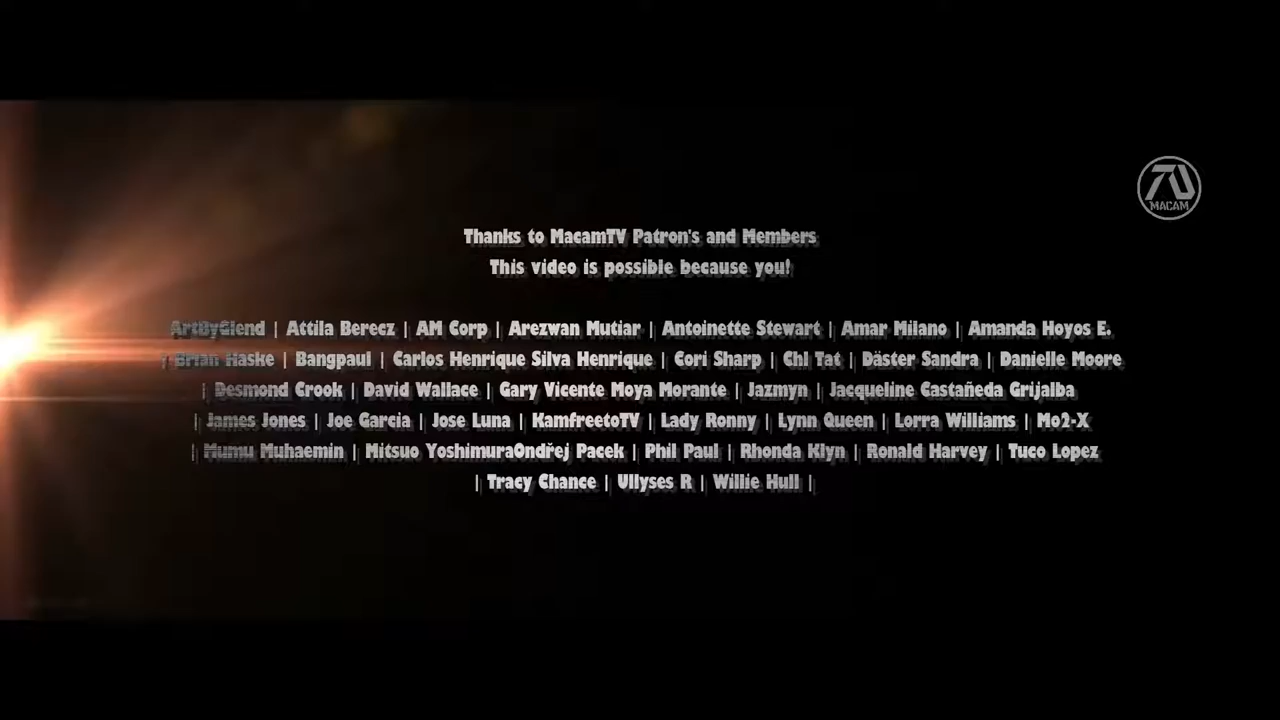 MACAM
Thanks to MacamTV Patron's and Members
This video is possible because you!
ArtByGlend | Attila Berecz | AM Corp | Arezwan Mutiar | Antoinette Stewart | Amar Milano | Amanda Hoyos E.
| Brian Haske | Bangpaul | Carlos Henrique Silva Henrique | Cori Sharp | Chl Tat | Däster Sandra | Danielle Moore
| Desmond Crook | David Wallace | Gary Vicente Moya Morante | Jazmyn | Jacqueline Castañeda Grijalba
| James Jones | Joe Garcia | Jose Luna | KamfreetoTV | Lady Ronny | Lynn Queen | Lorra Williams | Mo2-X
| Mumu Muhaemin | Mitsuo YoshimuraOndřej Pacek | Phil Paul | Rhonda Klyn | Ronald Harvey | Tuco Lopez
| Tracy Chance | Ullyses R | Willie Hull |